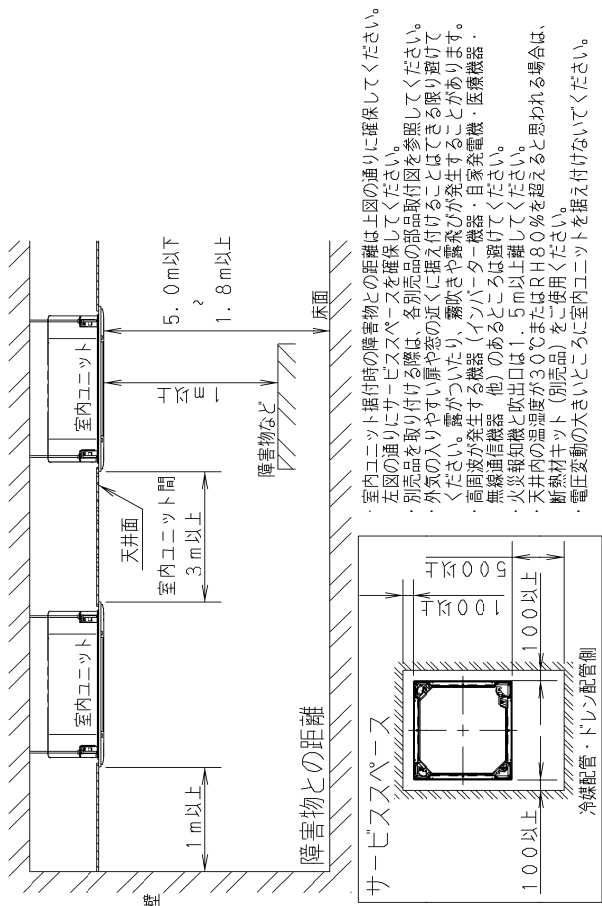 壁
1m以上
室内ユニット
天井面
室内ユニット間
3m以上
室内ユニット
1m以上
障害物など
5.0m以下
～
1.8m以上
床面
障害物との距離
サービススペース
100以上
500以上
100以上
100以上
冷媒配管・ドレン配管側
・室内ユニット据付時の障害物との距離は上図の通りに確保してください。
左図の通りにサービススペースを確保してください。
・別売品を取り付ける際は、各別売品の部品取付図を参照してください。
・外気の入りやすい扉や窓の近くに据え付けることはできる限り避けて
ください。露がついたり、霧吹きや露飛びが発生することがあります。
・高周波が発生する機器（インバーター機器・自家発電機・医療機器・
無線通信機器 他）のあるところは避けてください。
・火災報知機と吹出口は1.5m以上離してください。
・天井内の温湿度が30℃またはRH80%を超えると思われる場合は、
断熱材キット（別売品）をご使用ください。
・電圧変動の大きいところに室内ユニットを据え付けないでください。